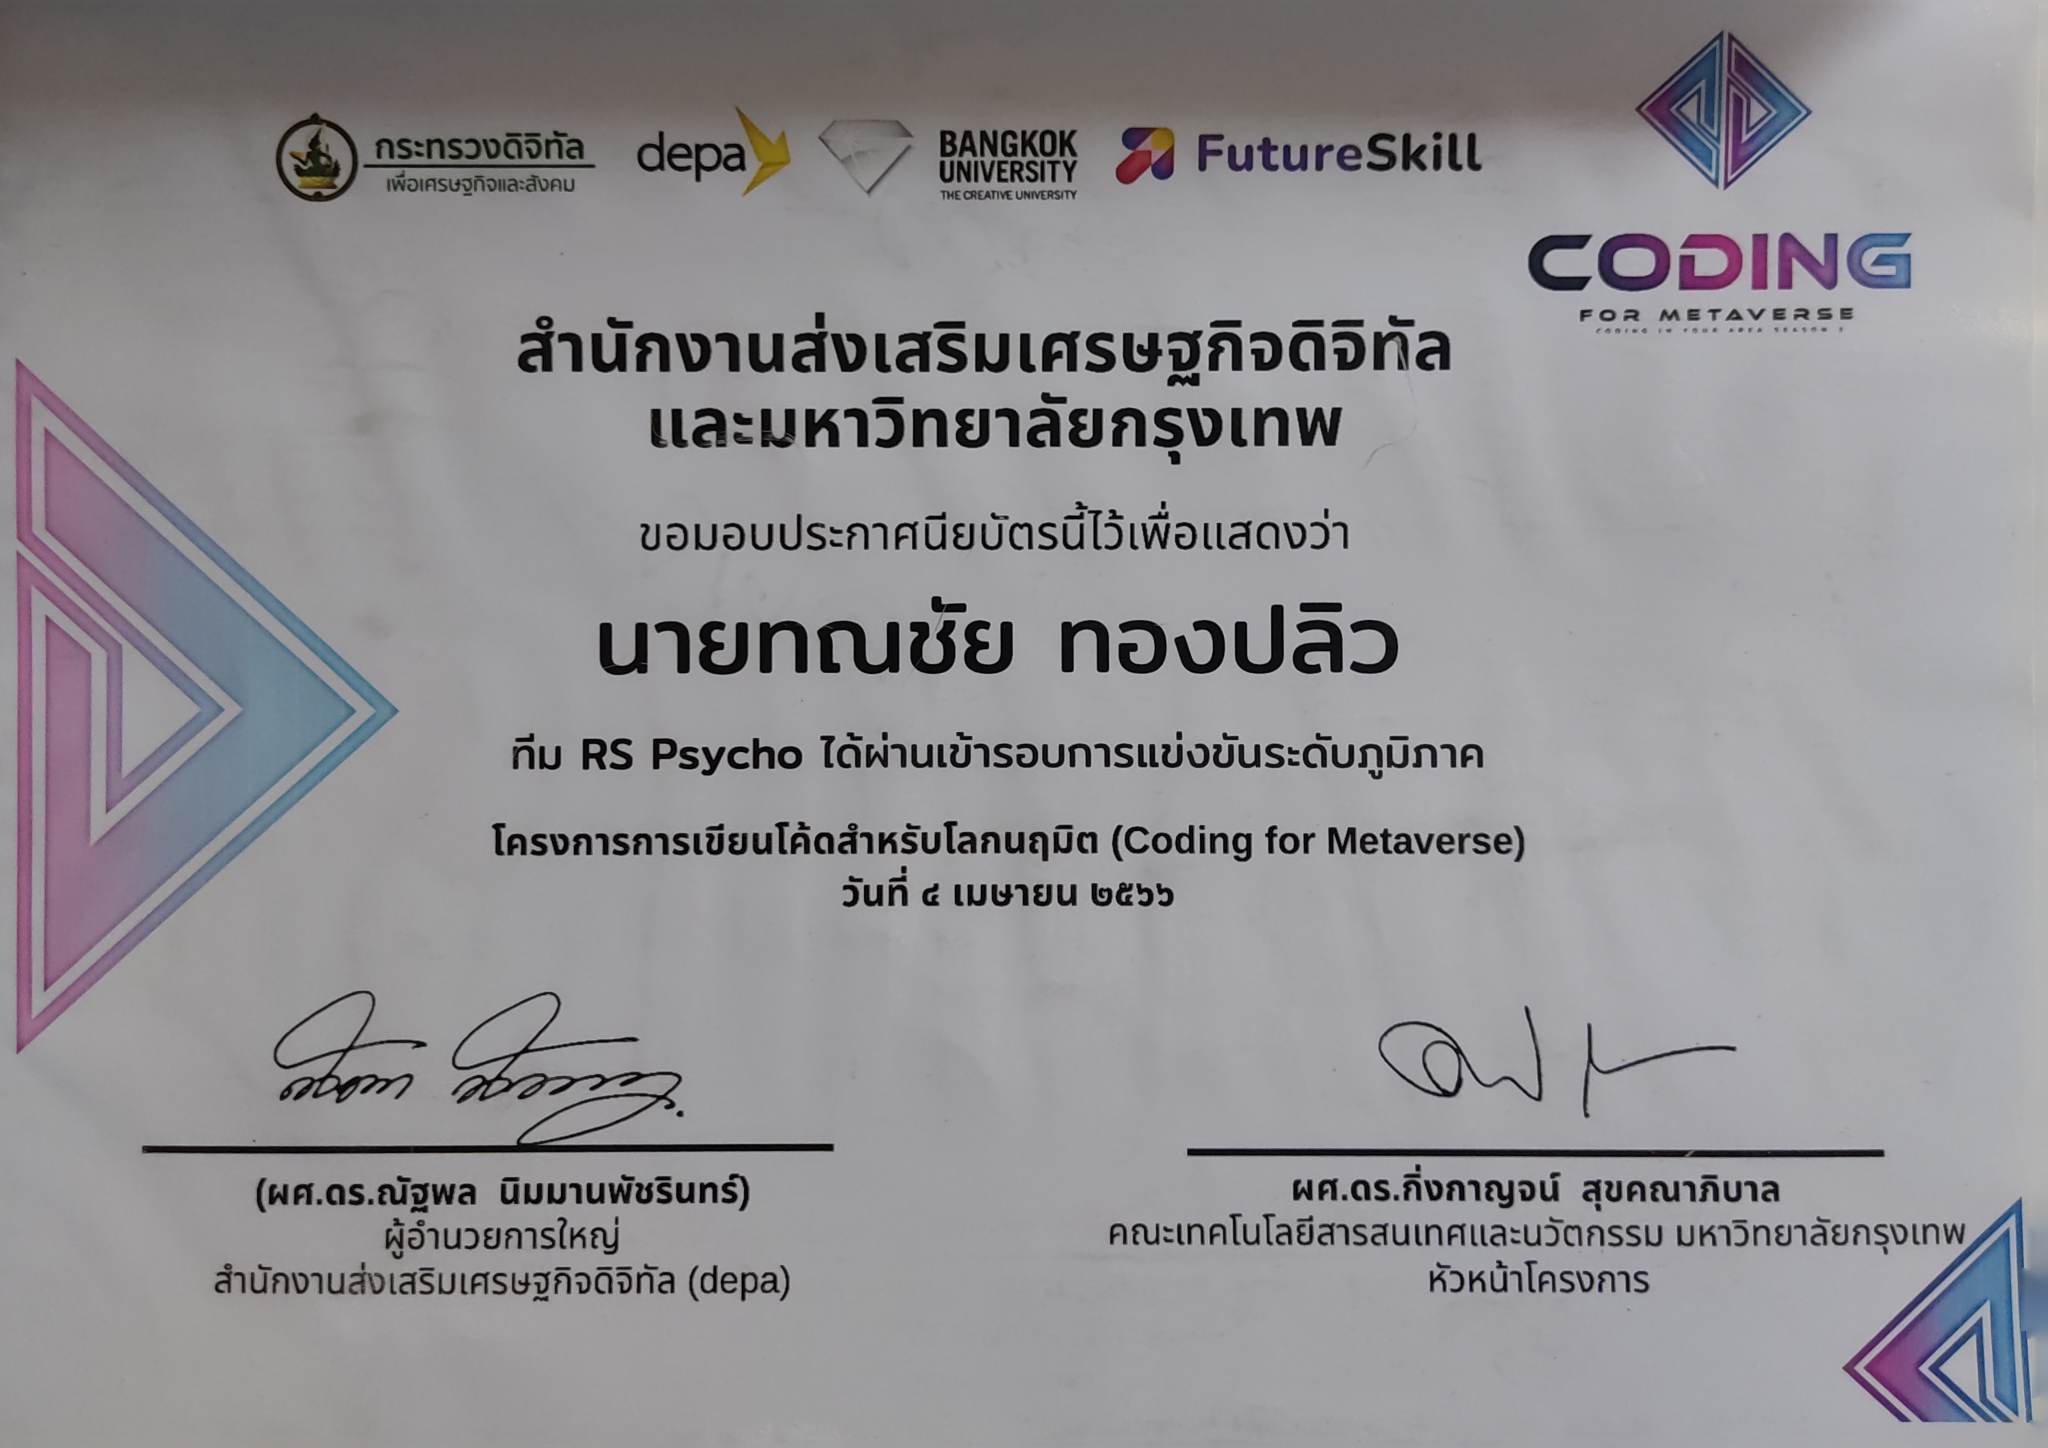 กระทรวงดิจิทัล
เพื่อเศรษฐกิจและสังคม
depa
BANGKOK
UNIVERSITY
THE CREATIVE UNIVERSITY
FutureSkill
CODING
FOR METAVERSE
CODING IN YOUR AREA SEASON
สำนักงานส่งเสริมเศรษฐกิจดิจิทัล
และมหาวิทยาลัยกรุงเทพ
ขอมอบประกาศนียบัตรนี้ไว้เพื่อแสดงว่า
นายทณชัย ทองปลิว
ทีม RS Psycho ได้ผ่านเข้ารอบการแข่งขันระดับภูมิภาค
โครงการการเขียนโค้ดสำหรับโลกนฤมิต (Coding for Metaverse)
วันที่ ๔ เมษายน ๒๕๖๖
(ผศ.ดร.ณัฐพล นิมมานพัชรินทร์)
ผู้อำนวยการใหญ่
สำนักงานส่งเสริมเศรษฐกิจดิจิทัล (depa)
ผศ.ดร.กิ่งกาญจน์ สุขคณาภิบาล
คณะเทคโนโลยีสารสนเทศและนวัตกรรม มหาวิทยาลัยกรุงเทพ
หัวหน้าโครงการ